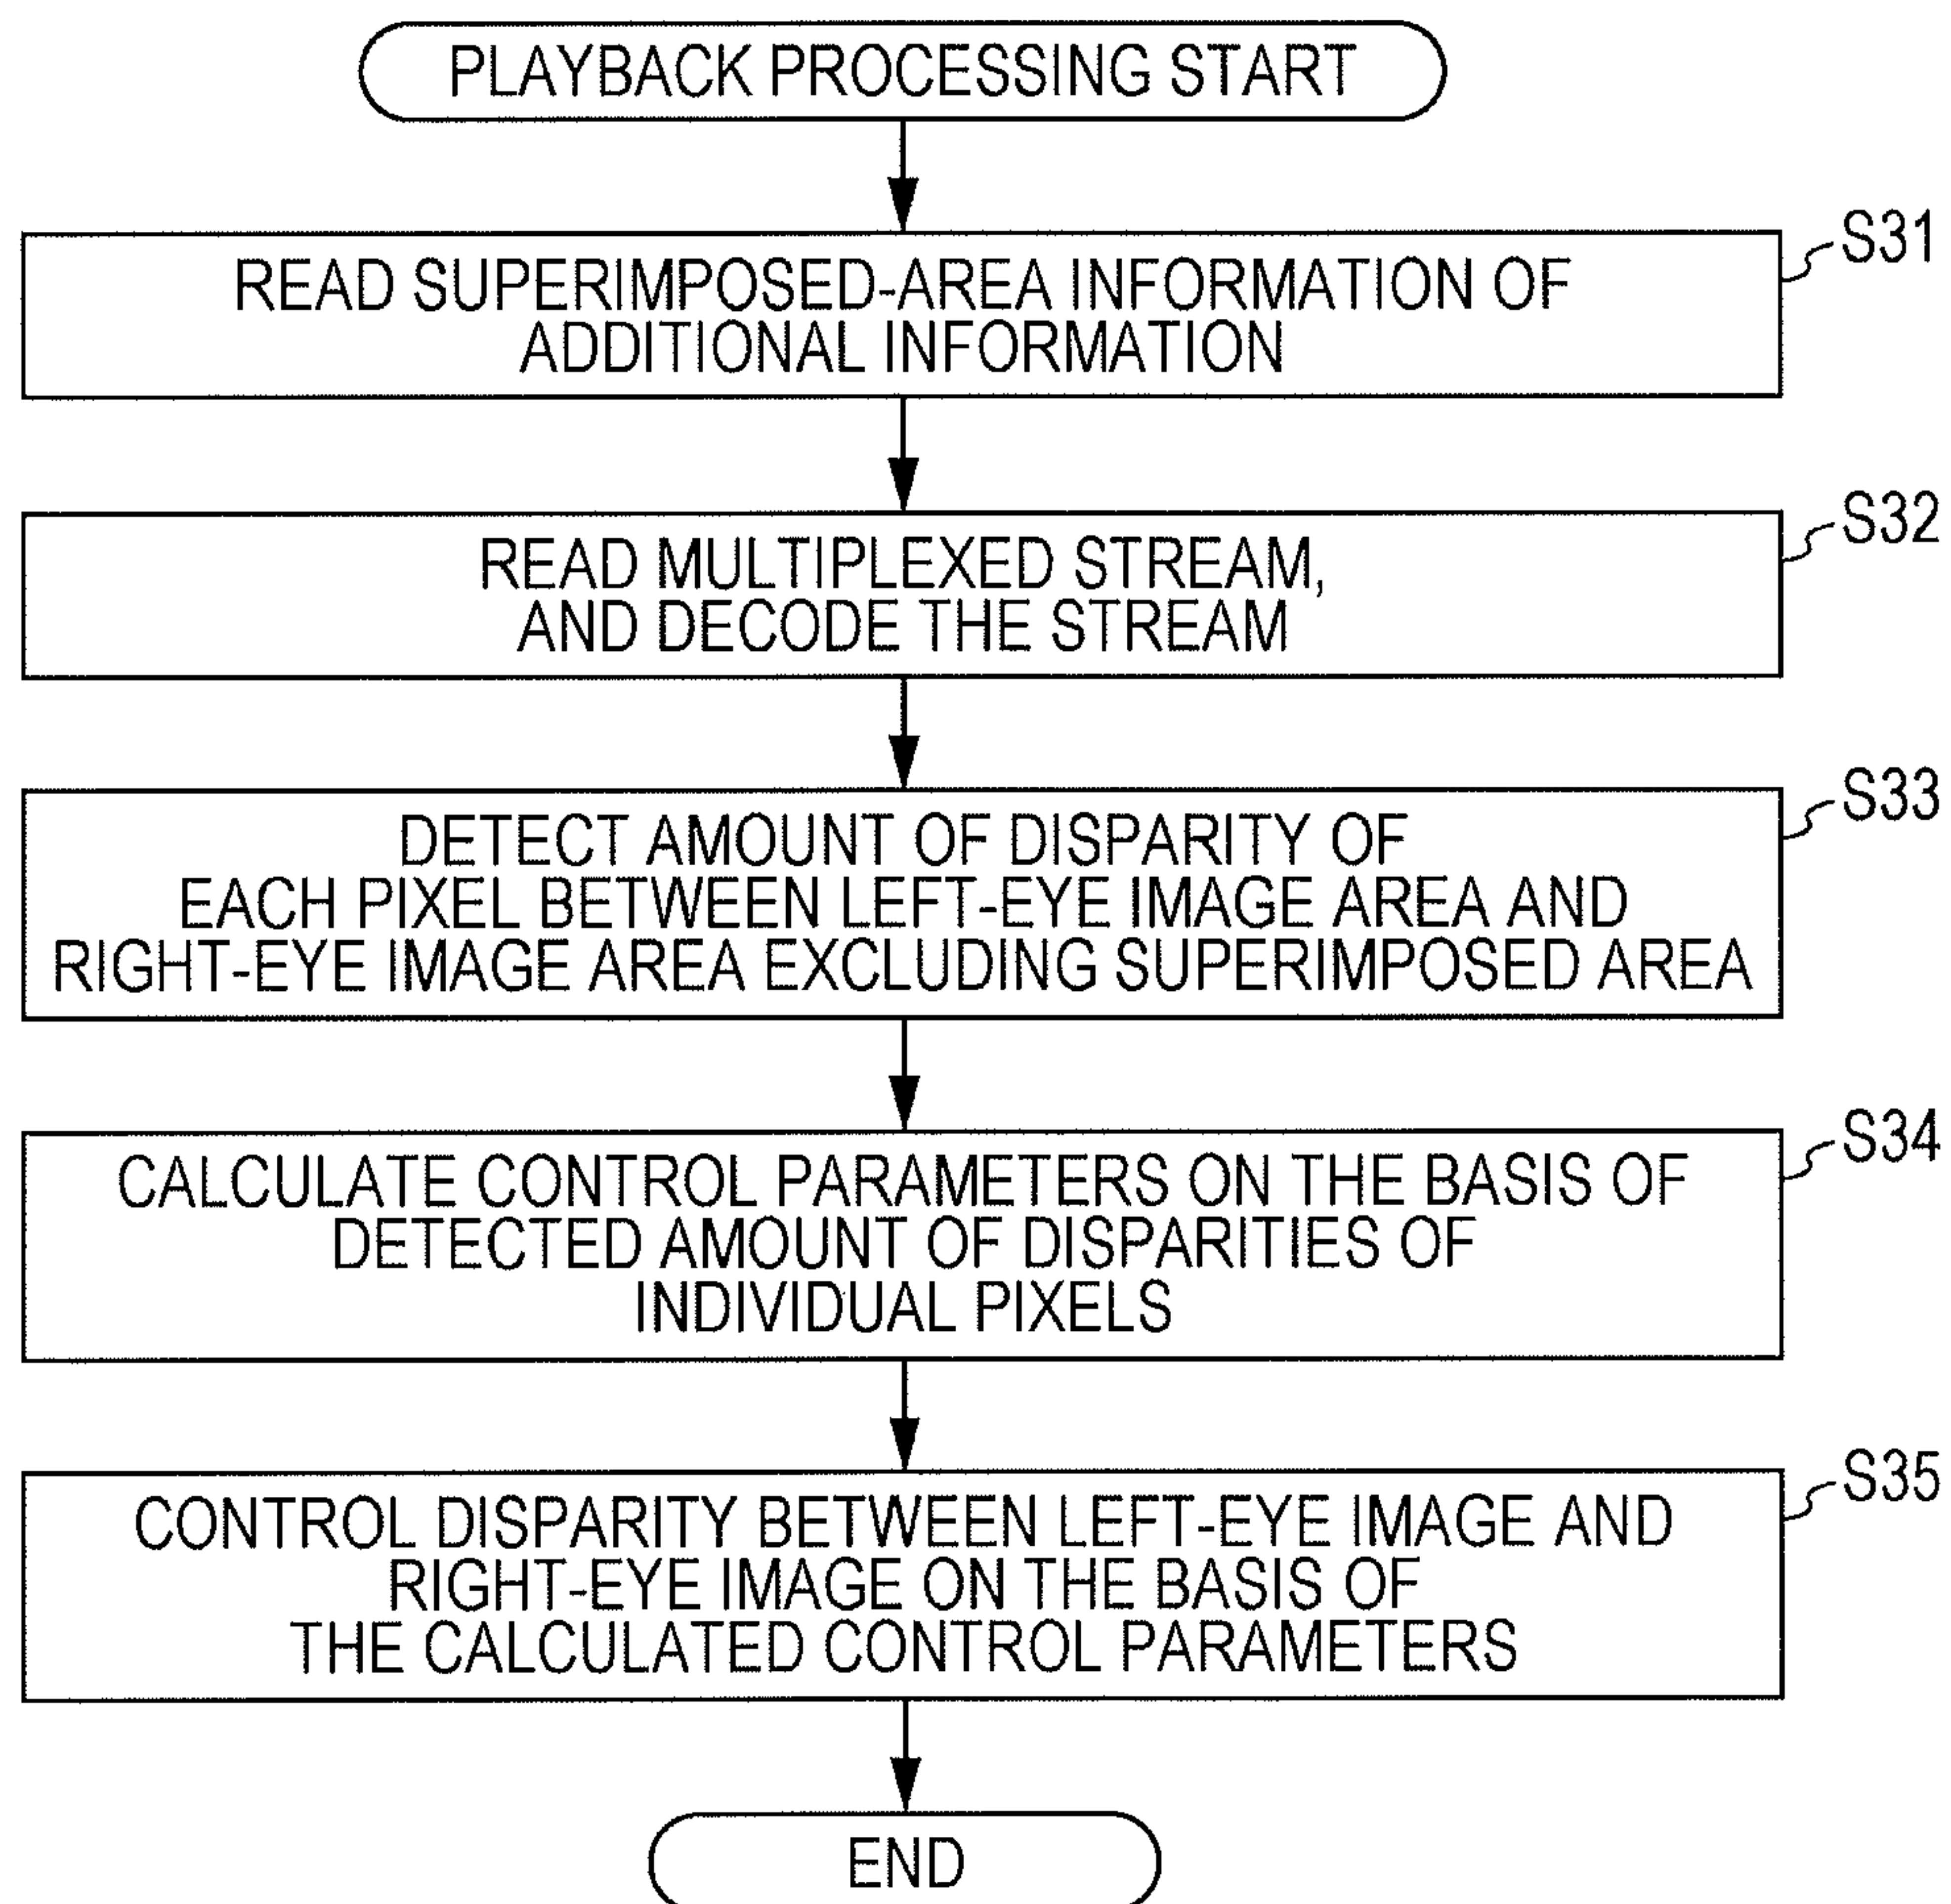 PLAYBACK PROCESSING START
S31
READ SUPERIMPOSED-AREA INFORMATION OF
ADDITIONAL INFORMATION
S32
READ MULTIPLEXED STREAM,
AND DECODE THE STREAM
S33
DETECT AMOUNT OF DISPARITY OF
EACH PIXEL BETWEEN LEFT-EYE IMAGE AREA AND
RIGHT-EYE IMAGE AREA EXCLUDING SUPERIMPOSED AREA
S34
CALCULATE CONTROL PARAMETERS ON THE BASIS OF
DETECTED AMOUNT OF DISPARITIES OF
INDIVIDUAL PIXELS
S35
CONTROL DISPARITY BETWEEN LEFT-EYE IMAGE AND
RIGHT-EYE IMAGE ON THE BASIS OF
THE CALCULATED CONTROL PARAMETERS
END